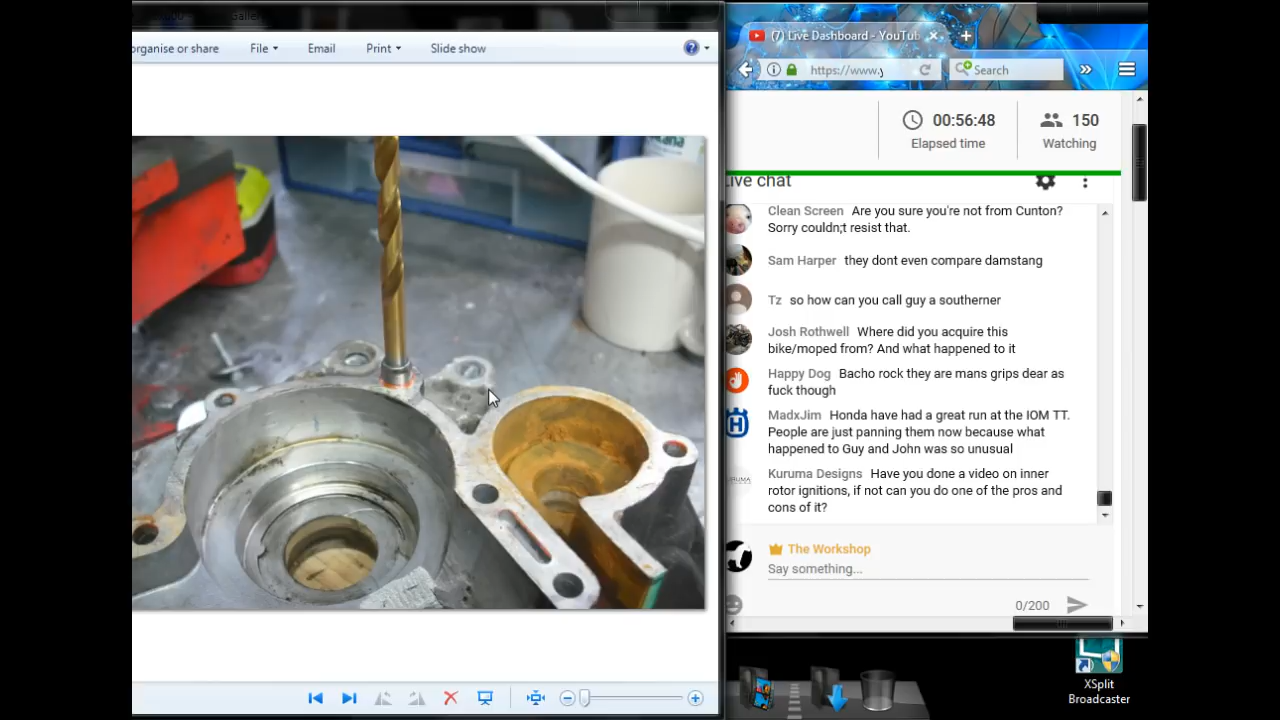 organise or share File Email Print Slide show
(7) Live Dashboard - YouTub
https://www.y
Search
00:56:48
Elapsed time
150
Watching
Live chat
Clean Screen Are you sure you're not from Cunton?
Sorry couldn;t resist that.
Sam Harper they dont even compare damstang
Tz so how can you call guy a southerner
Josh Rothwell Where did you acquire this
bike/moped from? And what happened to it
Happy Dog Bacho rock they are mans grips dear as
fuck though
MadxJim Honda have had a great run at the IOM TT.
People are just panning them now because what
happened to Guy and John was so unusual
Kuruma Designs Have you done a video on inner
rotor ignitions, if not can you do one of the pros and
cons of it?
The Workshop
Say something...
0/200
XSplit
Broadcaster